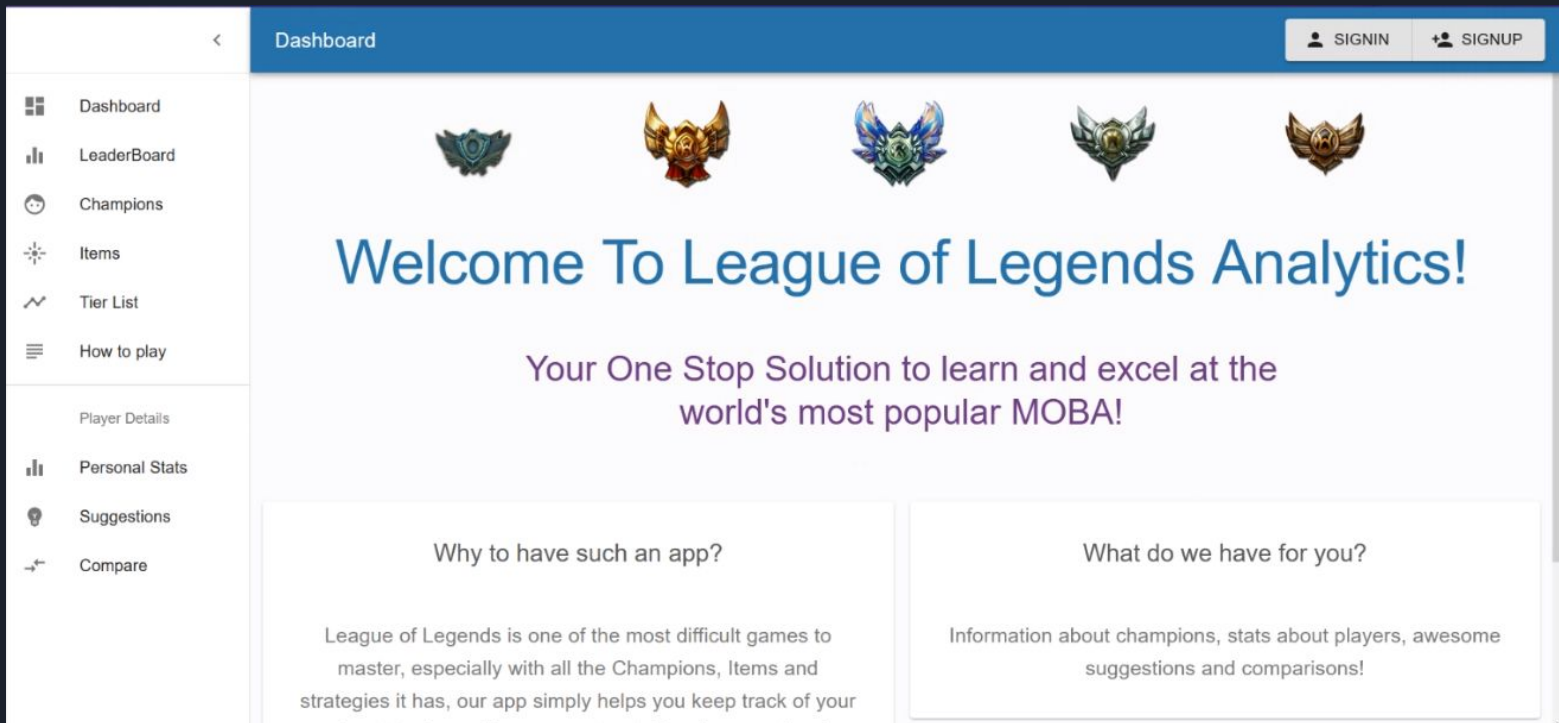 Dashboard
SIGNIN
SIGNUP
Dashboard
LeaderBoard
Champions
Items
Tier List
How to play
Player Details
Personal Stats
Suggestions
Compare
Welcome To League of Legends Analytics!
Your One Stop Solution to learn and excel at the
world's most popular MOBA!
Why to have such an app?
League of Legends is one of the most difficult games to
master, especially with all the Champions, Items and
strategies it has, our app simply helps you keep track of your
What do we have for you?
Information about champions, stats about players, awesome
suggestions and comparisons!